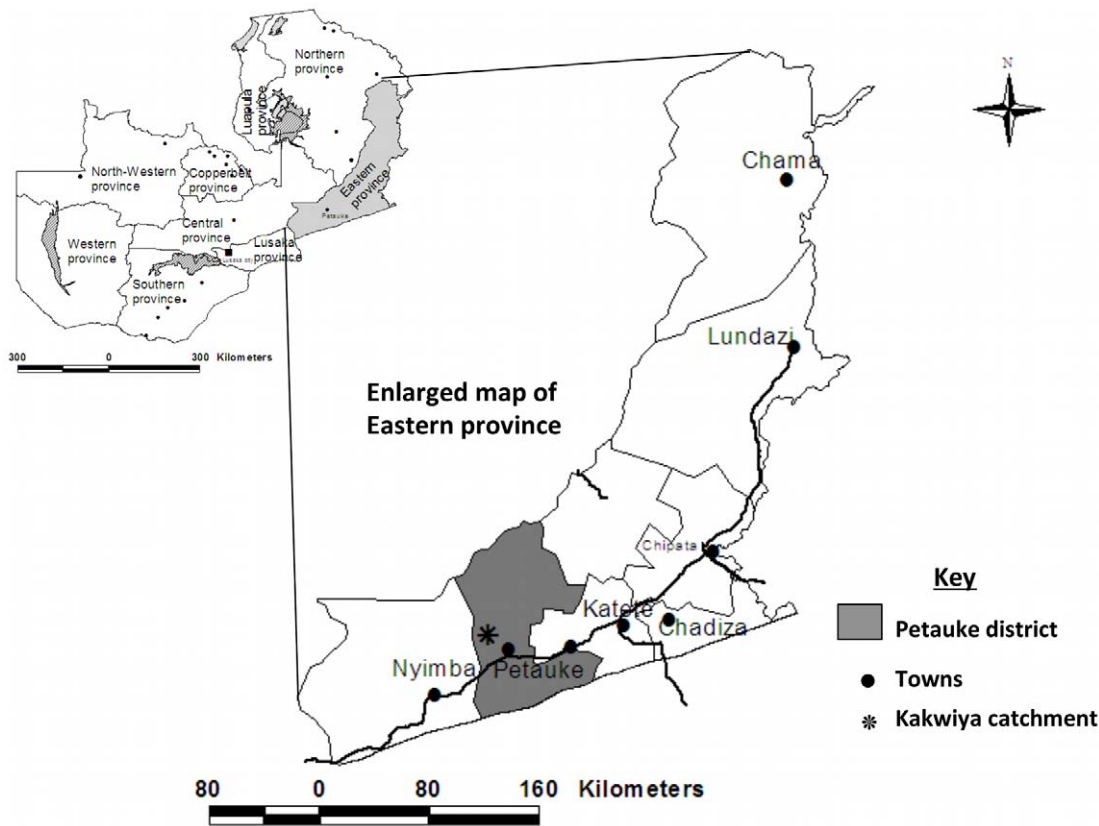 Northern
province
Luapula
province
North-Western
province
Copperbelt
province
Eastern
province
Petauke
Central
province
Lusaka
province
Western
province
Southern
province
300 0 300 Kilometers
N
Chama
Lundazi
Enlarged map of
Eastern province
Chipata
Katete
Chadiza
Nyimba
Petauke
Key
Petauke district
Towns
Kakwiya catchment
80 0 80 160 Kilometers